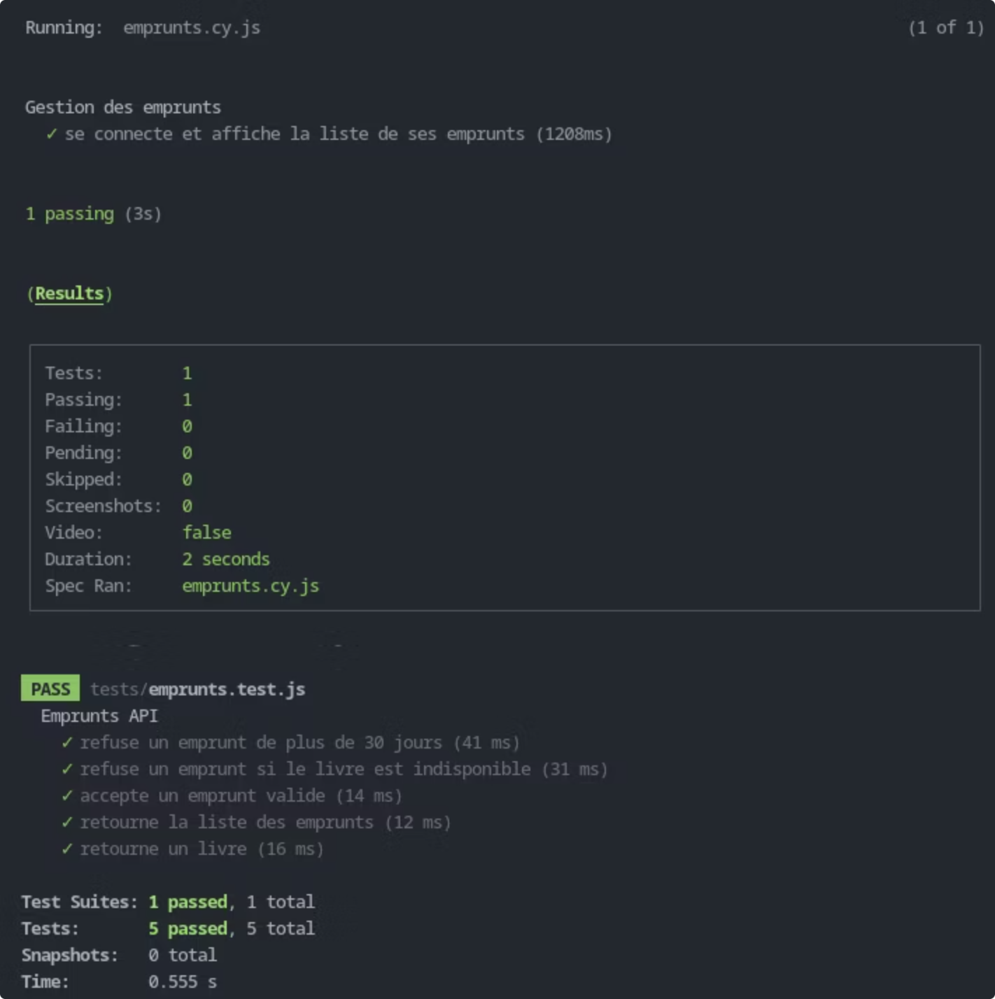 Running: emprunts.cy.js (1 of 1)
Gestion des emprunts
✓ se connecte et affiche la liste de ses emprunts (1208ms)
1 passing (3s)
(Results)
Tests: 1
Passing: 1
Failing: 0
Pending: 0
Skipped: 0
Screenshots: 0
Video: false
Duration: 2 seconds
Spec Ran: emprunts.cy.js
PASS tests/emprunts.test.js
Emprunts API
✓ refuse un emprunt de plus de 30 jours (41 ms)
✓ refuse un emprunt si le livre est indisponible (31 ms)
✓ accepte un emprunt valide (14 ms)
✓ retourne la liste des emprunts (12 ms)
✓ retourne un livre (16 ms)
Test Suites: 1 passed, 1 total
Tests: 5 passed, 5 total
Snapshots: 0 total
Time: 0.555 s